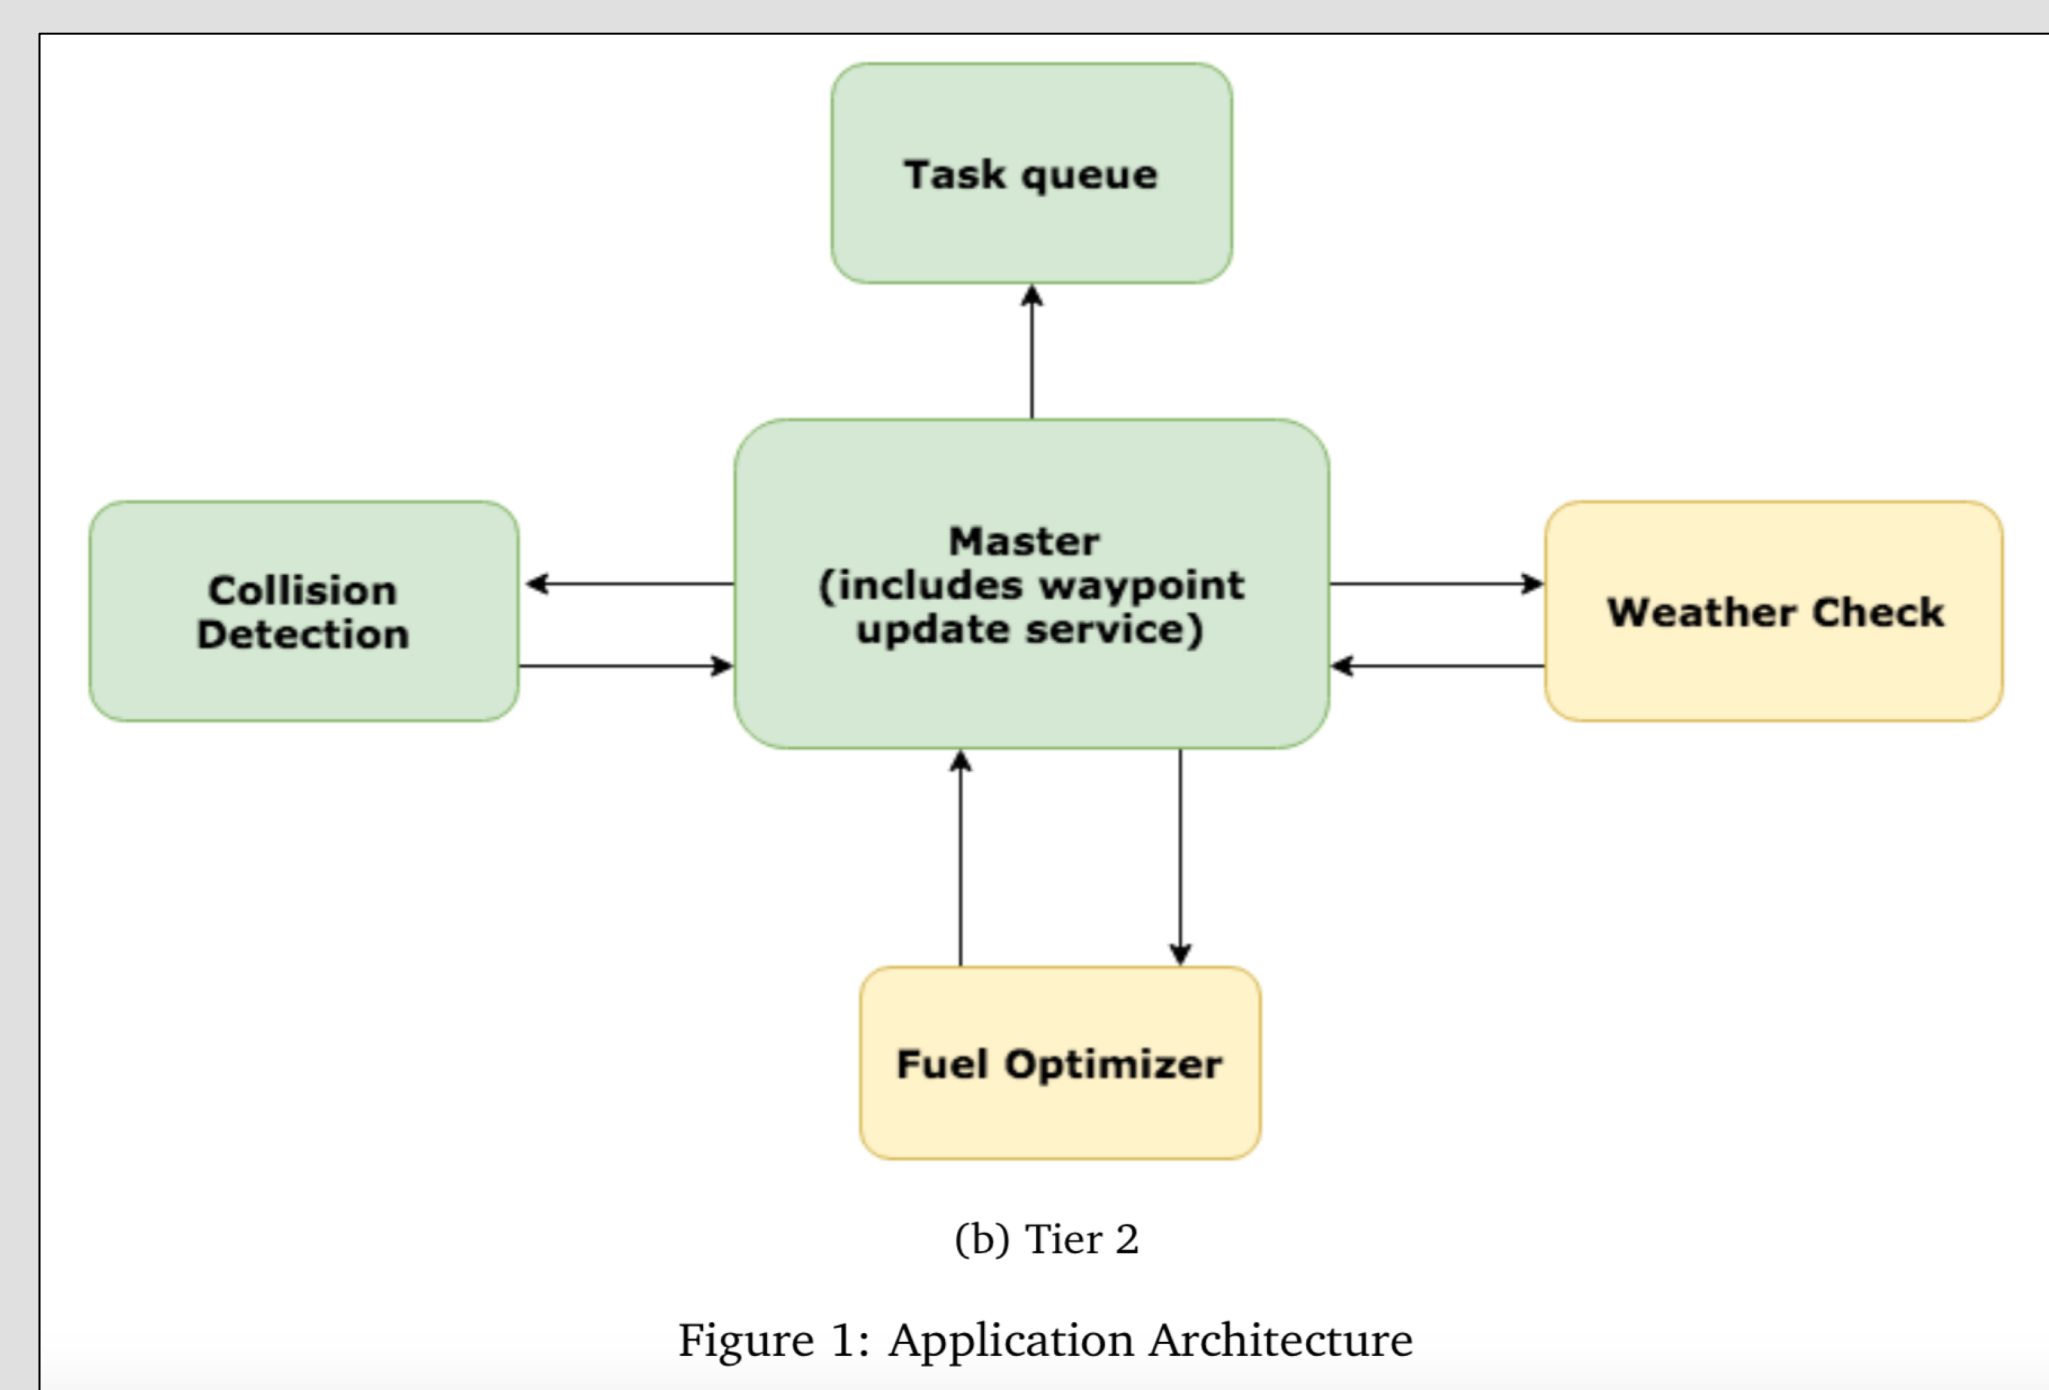 Task queue
Master
(includes waypoint
update service)
Collision
Detection
Weather Check
Fuel Optimizer
(b) Tier 2
Figure 1: Application Architecture